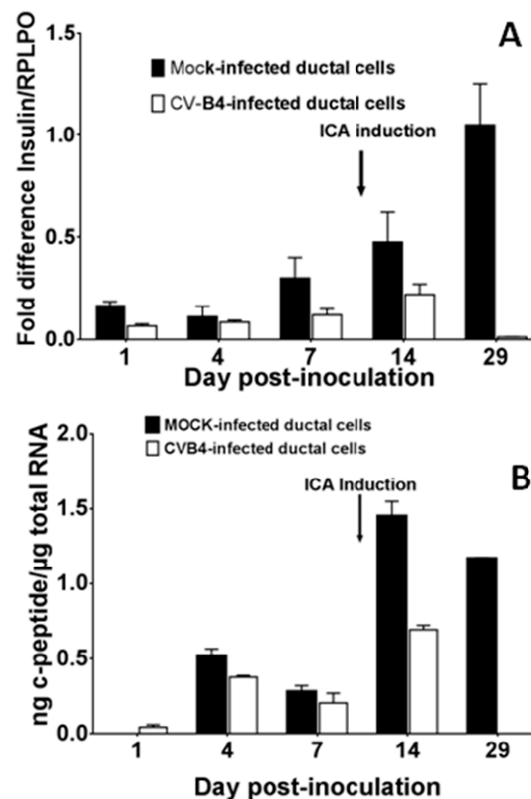 A
Mock-infected ductal cells
CV-B4-infected ductal cells
ICA induction
Fold difference Insulin/RPLPO
1.5
1.0
0.5
0.0
1 4 7 14 29
Day post-inoculation
B
MOCK-infected ductal cells
CVB4-infected ductal cells
ICA Induction
ng c-peptide/µg total RNA
2.0
1.5
1.0
0.5
0.0
1 4 7 14 29
Day post-inoculation